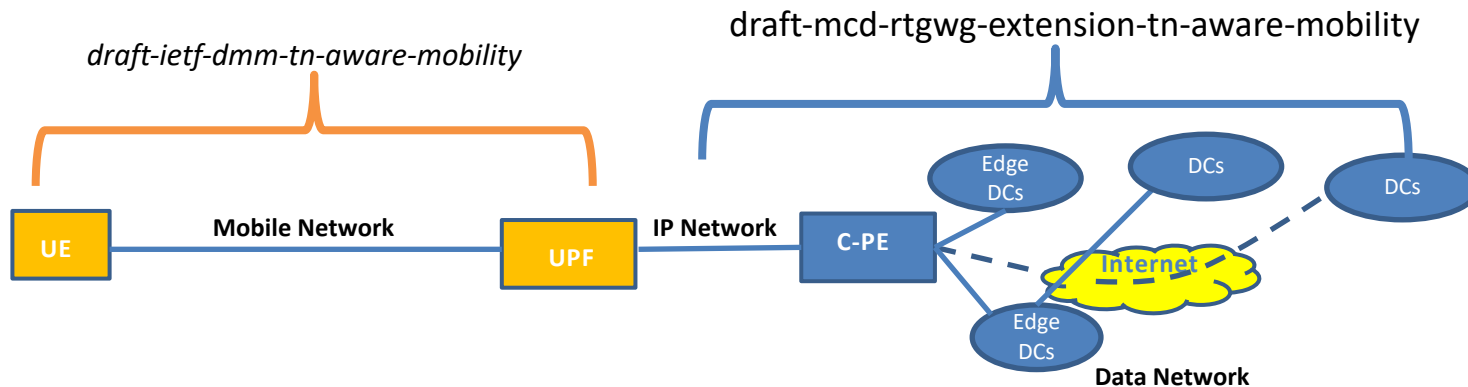 draft-mcd-rtgwg-extension-tn-aware-mobility
draft-ietf-dmm-tn-aware-mobility
Edge
DCs
DCs
DCs
UE
Mobile Network
UPF
IP Network
C-PE
Internet
Edge
DCs
Data Network